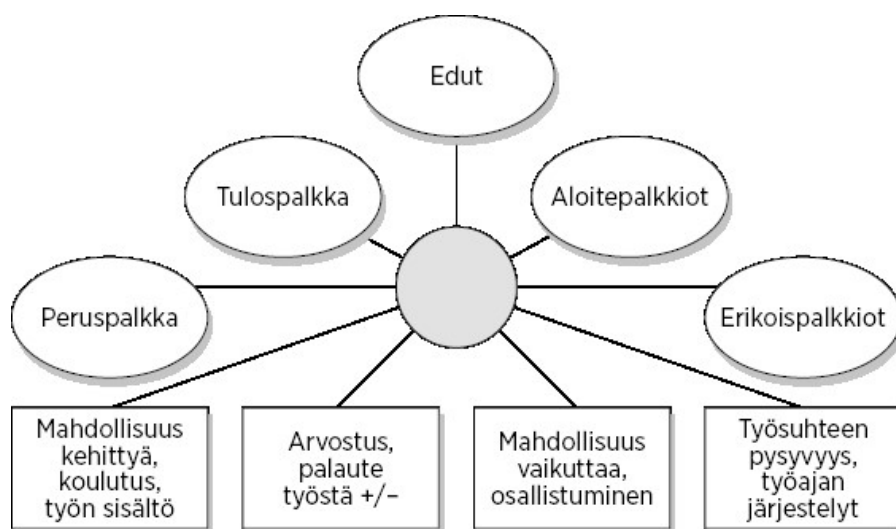 Edut
Tulospalkka
Aloitepalkkiot
Peruspalkka
Erikoispalkkiot
Mahdollisuus
kehittyä,
koulutus,
työn sisältö
Arvostus,
palaute
työstä +/–
Mahdollisuus
vaikuttaa,
osallistuminen
Työsuhteen
pysyvyys,
työajan
järjestelyt